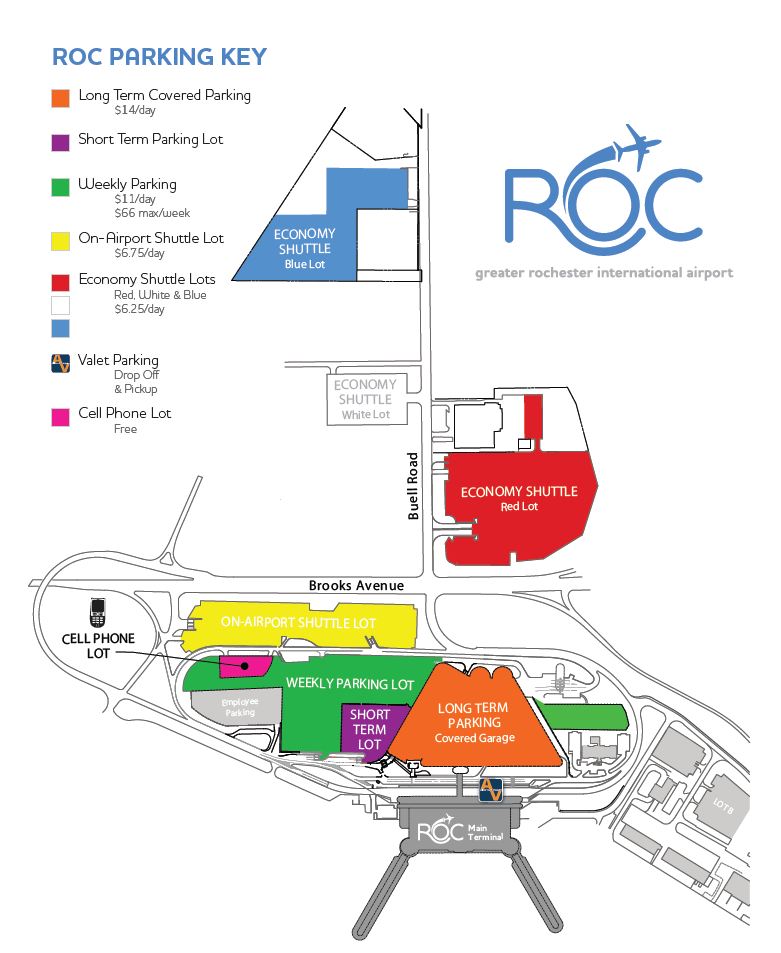 ROC PARKING KEY
Long Term Covered Parking
$14/day
Short Term Parking Lot
Weekly Parking
$11/day
$66 max/week
On-Airport Shuttle Lot
$6.75/day
Economy Shuttle Lots
Red, White & Blue
$6.25/day
AV
Valet Parking
Drop Off
& Pickup
Cell Phone Lot
Free
ROC
greater rochester international airport
ECONOMY
SHUTTLE
Blue Lot
ECONOMY
SHUTTLE
White Lot
Buell Road
ECONOMY SHUTTLE
Red Lot
Brooks Avenue
ON-AIRPORT SHUTTLE LOT
CELL PHONE
LOT
WEEKLY PARKING LOT
Employee
Parking
SHORT
TERM
LOT
LONG TERM
PARKING
Covered Garage
AV
LOT B
ROC Main
Terminal